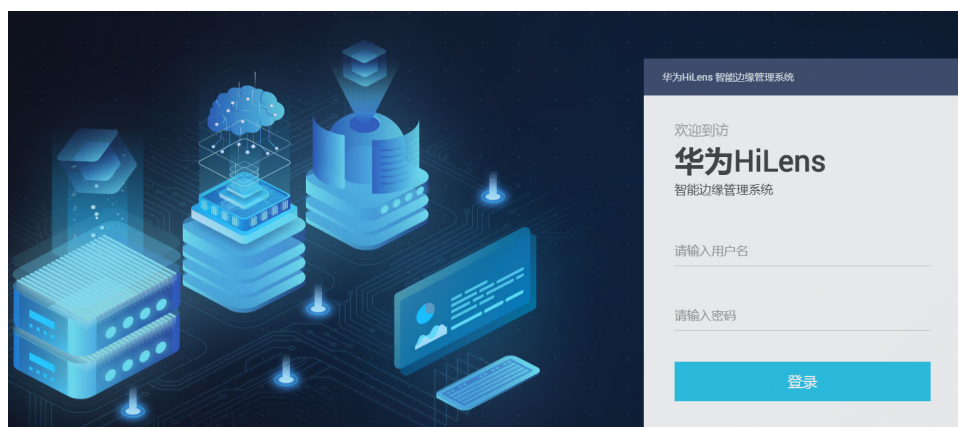 华为HiLens 智能边缘管理系统
欢迎到访
华为HiLens
智能边缘管理系统
请输入用户名
请输入密码
登录